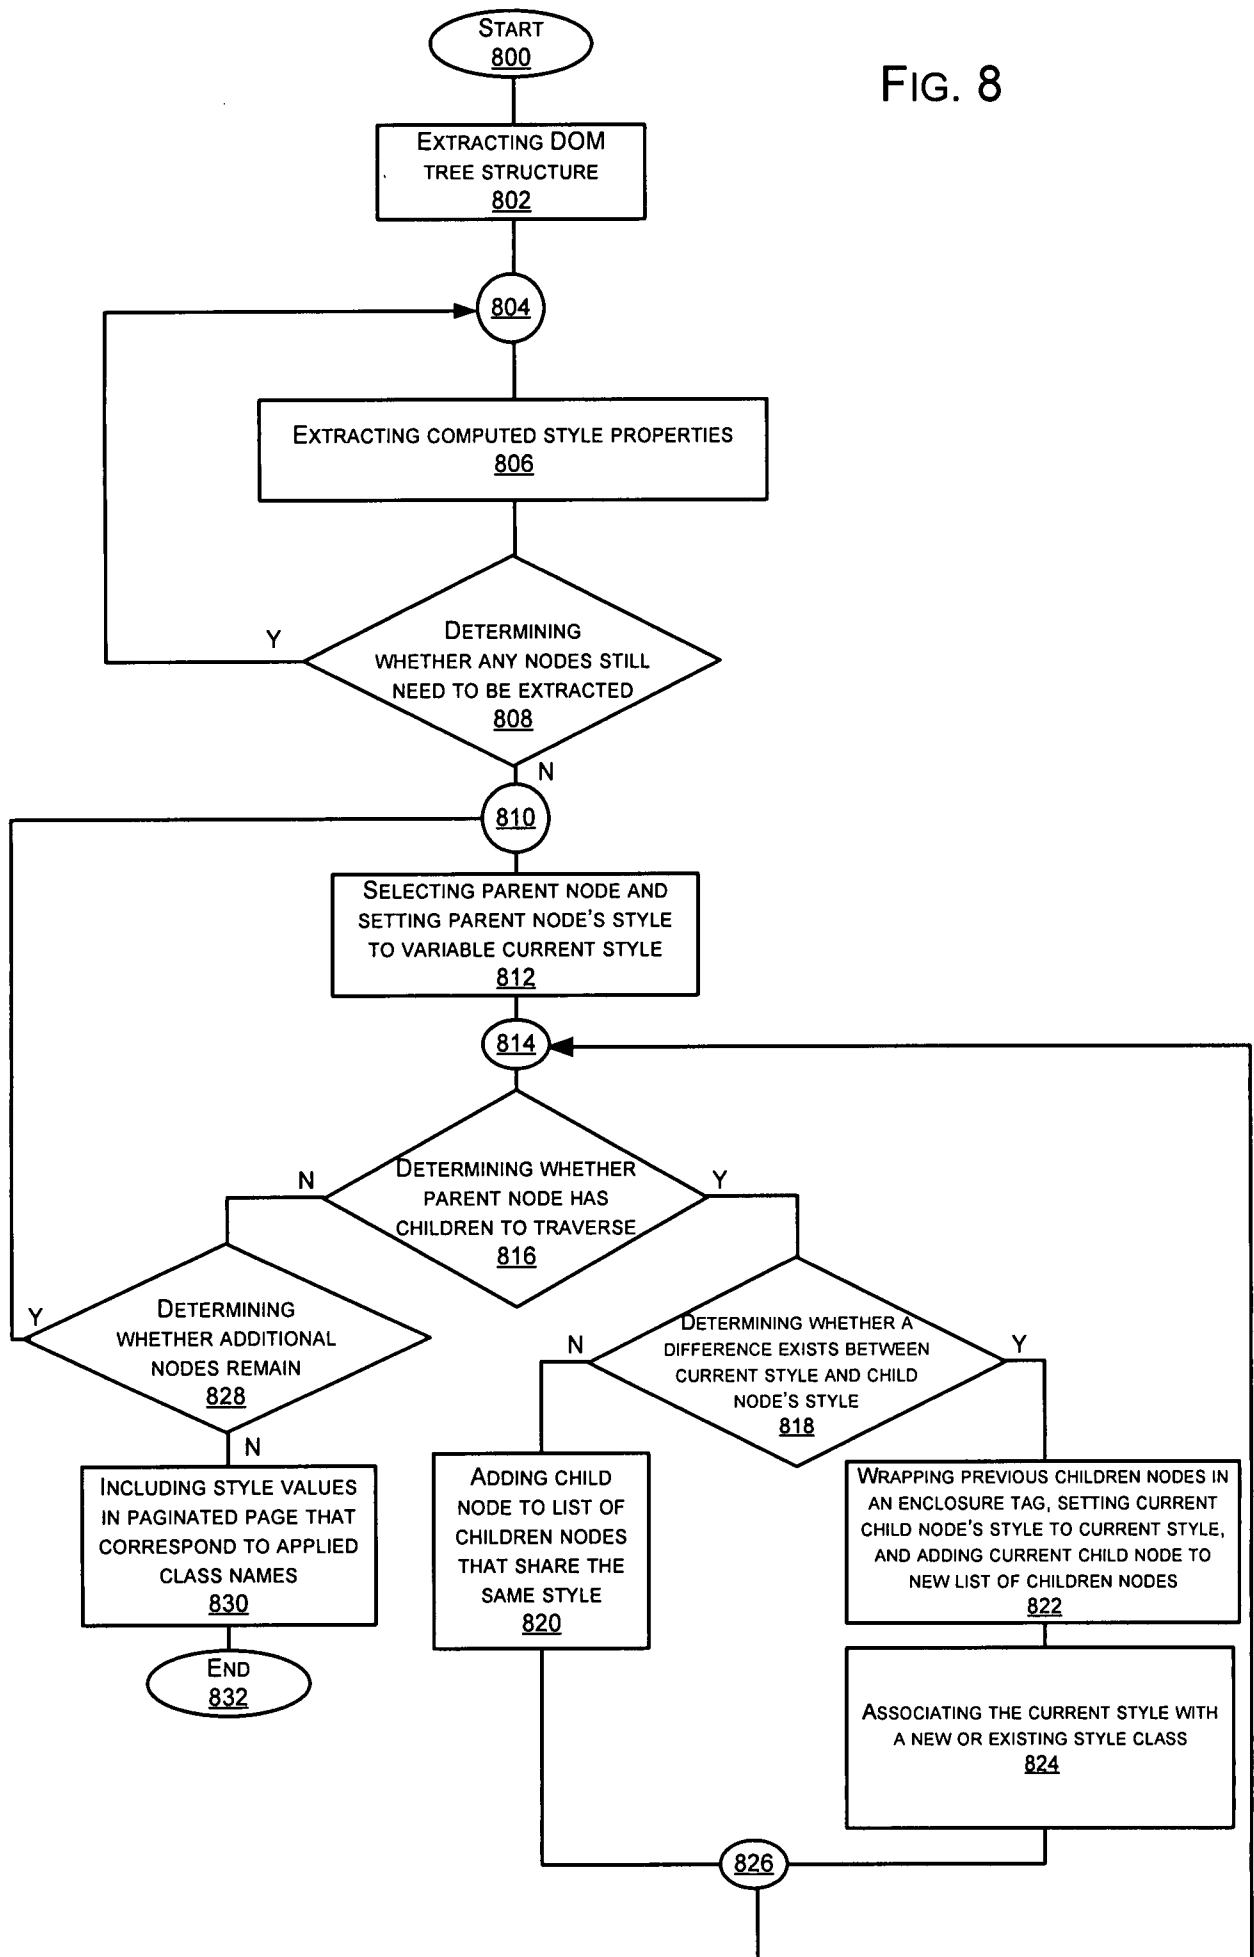 START
800
FIG. 8
EXTRACTING DOM
TREE STRUCTURE
802
804
EXTRACTING COMPUTED STYLE PROPERTIES
806
DETERMINING
WHETHER ANY NODES STILL
NEED TO BE EXTRACTED
808
Y
N
810
SELECTING PARENT NODE AND
SETTING PARENT NODE'S STYLE
TO VARIABLE CURRENT STYLE
812
814
DETERMINING WHETHER
PARENT NODE HAS
CHILDREN TO TRAVERSE
816
N
Y
DETERMINING
WHETHER ADDITIONAL
NODES REMAIN
828
Y
N
DETERMINING WHETHER A
DIFFERENCE EXISTS BETWEEN
CURRENT STYLE AND CHILD
NODE'S STYLE
818
N
Y
INCLUDING STYLE VALUES
IN PAGINATED PAGE THAT
CORRESPOND TO APPLIED
CLASS NAMES
830
END
832
ADDING CHILD
NODE TO LIST OF
CHILDREN NODES
THAT SHARE THE
SAME STYLE
820
WRAPPING PREVIOUS CHILDREN NODES IN
AN ENCLOSURE TAG, SETTING CURRENT
CHILD NODE'S STYLE TO CURRENT STYLE,
AND ADDING CURRENT CHILD NODE TO
NEW LIST OF CHILDREN NODES
822
ASSOCIATING THE CURRENT STYLE WITH
A NEW OR EXISTING STYLE CLASS
824
826